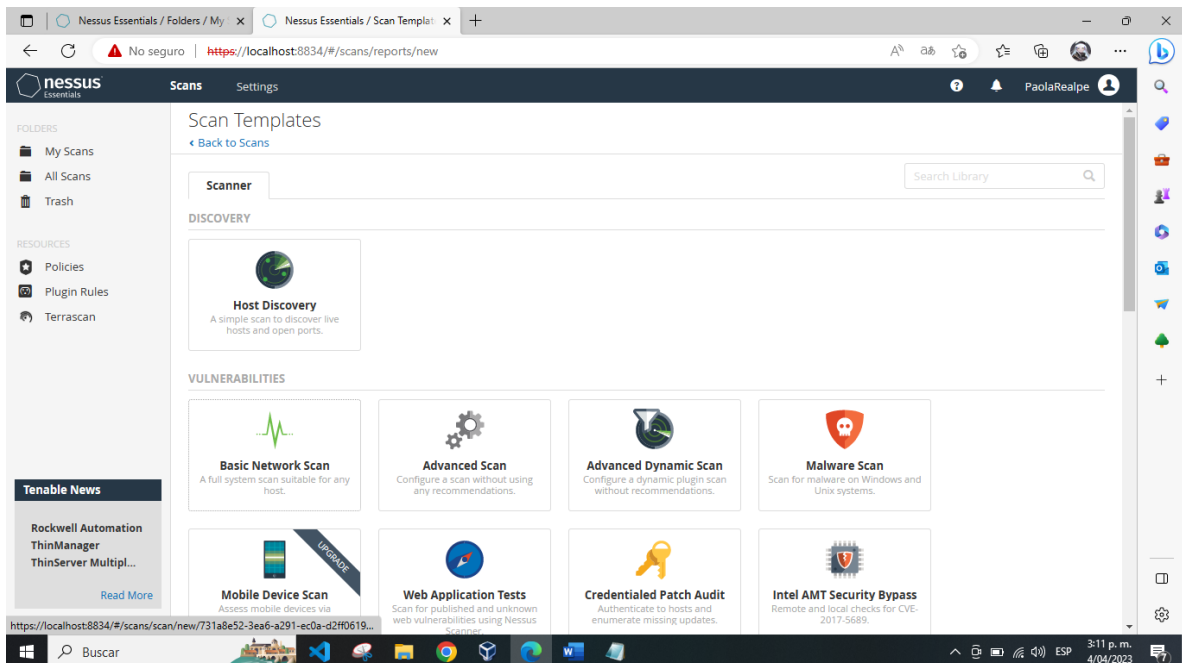 Nessus Essentials / Folders / My S
Nessus Essentials / Scan Templat
No seguro
https://localhost:8834/#/scans/reports/new
nessus
Essentials
Scans
Settings
PaolaRealpe
FOLDERS
My Scans
All Scans
Trash
RESOURCES
Policies
Plugin Rules
Terrascan
Tenable News
Rockwell Automation
ThinManager
ThinServer Multipl...
Read More
Scan Templates
Back to Scans
Scanner
Search Library
DISCOVERY
Host Discovery
A simple scan to discover live
hosts and open ports.
VULNERABILITIES
Basic Network Scan
A full system scan suitable for any
host.
Advanced Scan
Configure a scan without using
any recommendations.
Advanced Dynamic Scan
Configure a dynamic plugin scan
without recommendations.
Malware Scan
Scan for malware on Windows and
Unix systems.
UPGRADE
Mobile Device Scan
Assess mobile devices via
Web Application Tests
Scan for published and unknown
web vulnerabilities using Nessus
Scanner.
Credentialed Patch Audit
Authenticate to hosts and
enumerate missing updates.
Intel AMT Security Bypass
Remote and local checks for CVE-
2017-5689.
https://localhost:8834/#/scans/scan/new/731a8e52-3ea6-a291-ec0a-d2ff0619...
Buscar
ESP
3:11 p. m.
4/04/2023